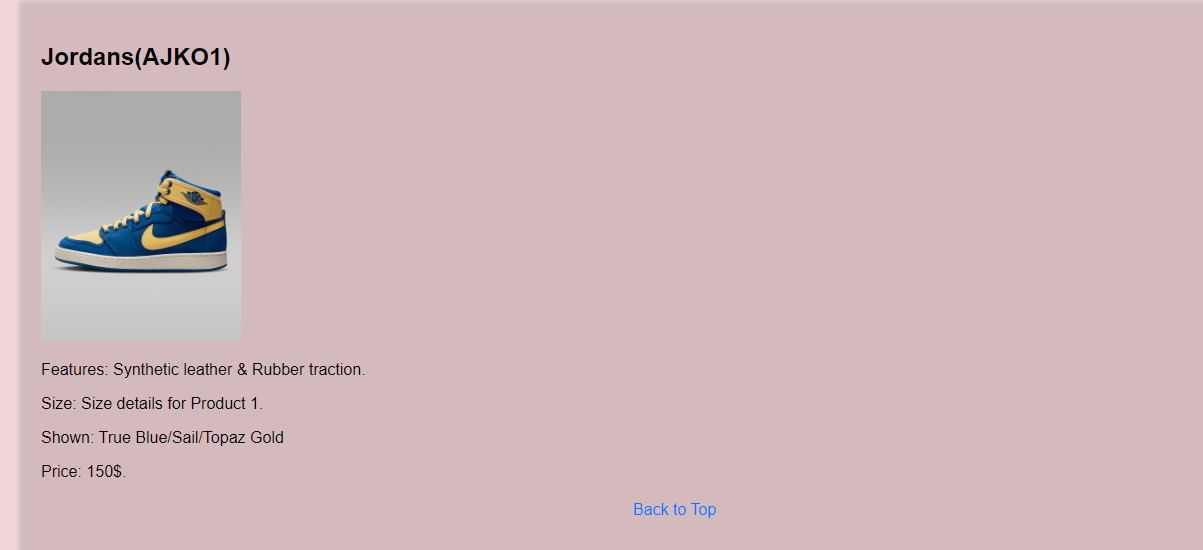 Jordans(AJKO1)
Features: Synthetic leather & Rubber traction.
Size: Size details for Product 1.
Shown: True Blue/Sail/Topaz Gold
Price: 150$.
Back to Top